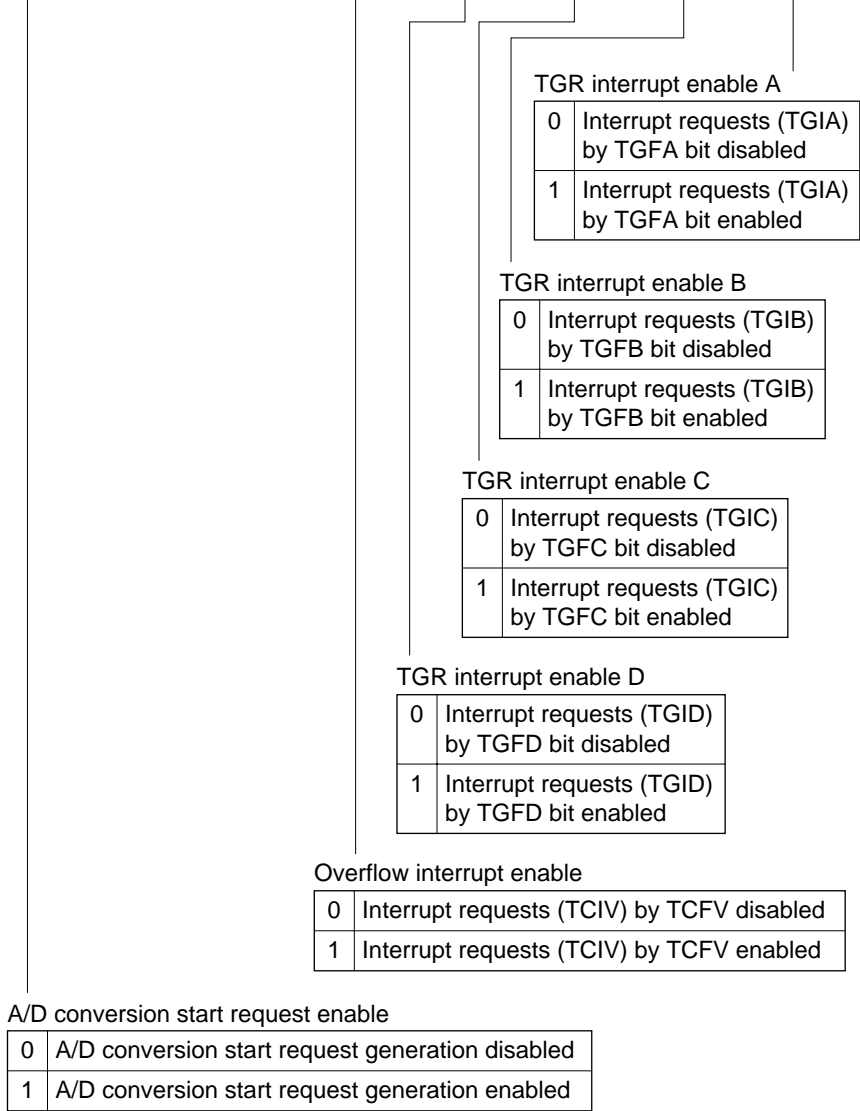 TGR interrupt enable A
0 Interrupt requests (TGIA)
by TGFA bit disabled
1 Interrupt requests (TGIA)
by TGFA bit enabled
TGR interrupt enable B
0 Interrupt requests (TGIB)
by TGFB bit disabled
1 Interrupt requests (TGIB)
by TGFB bit enabled
TGR interrupt enable C
0 Interrupt requests (TGIC)
by TGFC bit disabled
1 Interrupt requests (TGIC)
by TGFC bit enabled
TGR interrupt enable D
0 Interrupt requests (TGID)
by TGFD bit disabled
1 Interrupt requests (TGID)
by TGFD bit enabled
Overflow interrupt enable
0 Interrupt requests (TCIV) by TCFV disabled
1 Interrupt requests (TCIV) by TCFV enabled
A/D conversion start request enable
0 A/D conversion start request generation disabled
1 A/D conversion start request generation enabled